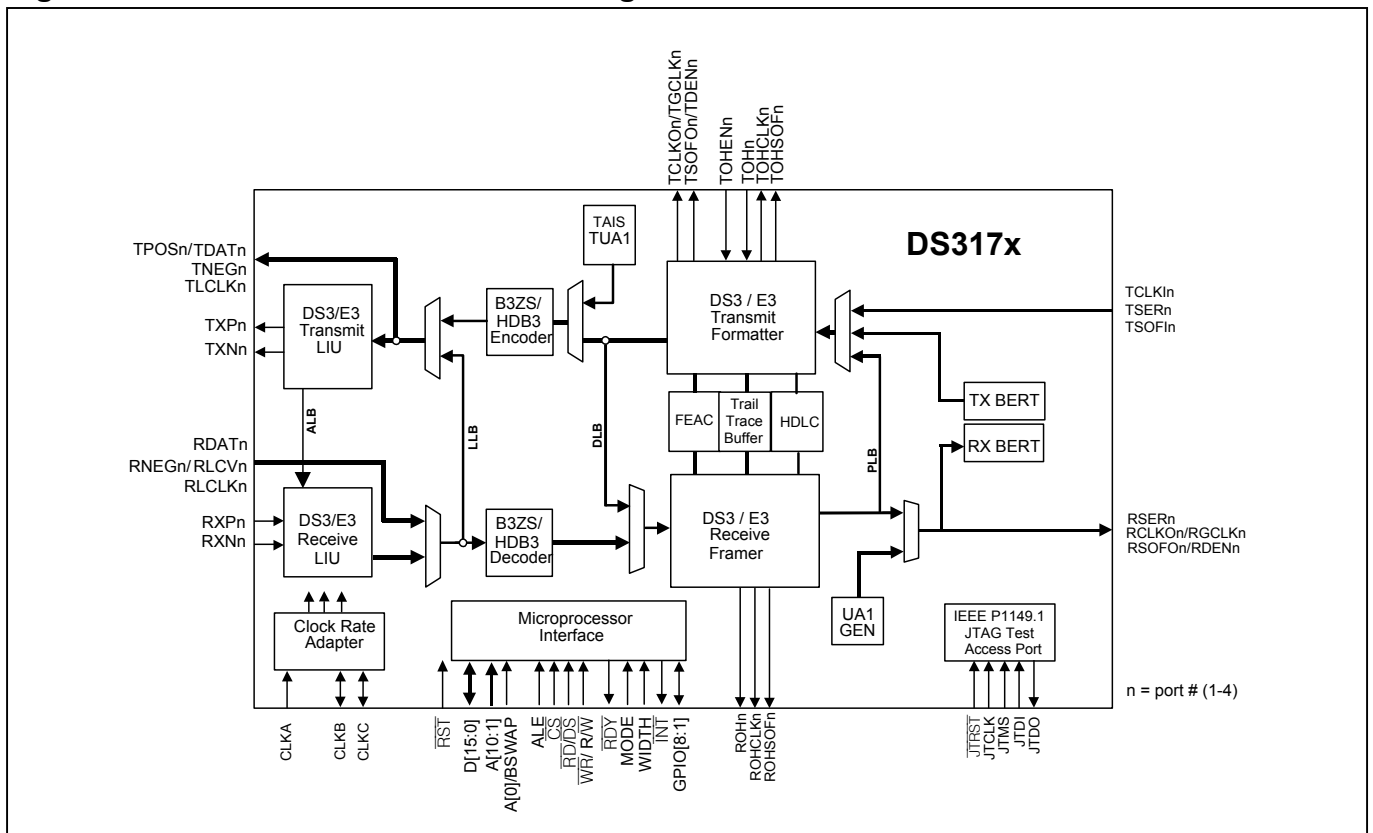 TCLKOn/TGCLKn
TSOFOn/TDENn
TOHENn
TOHn
TOHCLKn
TOHSOFn
DS317x
TAIS
TUA1
TPOSn/TDATn
TNEGn
TLCLKn
TXPn
TXNn
DS3/E3
Transmit
LIU
B3ZS/
HDB3
Encoder
DS3 / E3
Transmit
Formatter
TCLKIn
TSERn
TSOFIn
TX BERT
RX BERT
FEAC
Trail
Trace
Buffer
HDLC
ALB
LLB
DLB
PLB
RDATn
RNEGn/RLCVn
RLCLKn
RXPn
RXNn
DS3/E3
Receive
LIU
B3ZS/
HDB3
Decoder
DS3 / E3
Receive
Framer
RSERn
RCLKOn/RGCLKn
RSOFOn/RDENn
UA1
GEN
Clock Rate
Adapter
Microprocessor
Interface
IEEE P1149.1
JTAG Test
Access Port
n = port # (1-4)
CLKA
CLKB
CLKC
RST
D[15:0]
A[10:1]
A[0]/BSWAP
ALE
CS
RD/DS
WR/ R/W
RDY
MODE
WIDTH
INT
GPIO[8:1]
ROHn
ROHCLKn
ROHSOFn
JTRST
JTCLK
JTMS
JTDI
JTDO